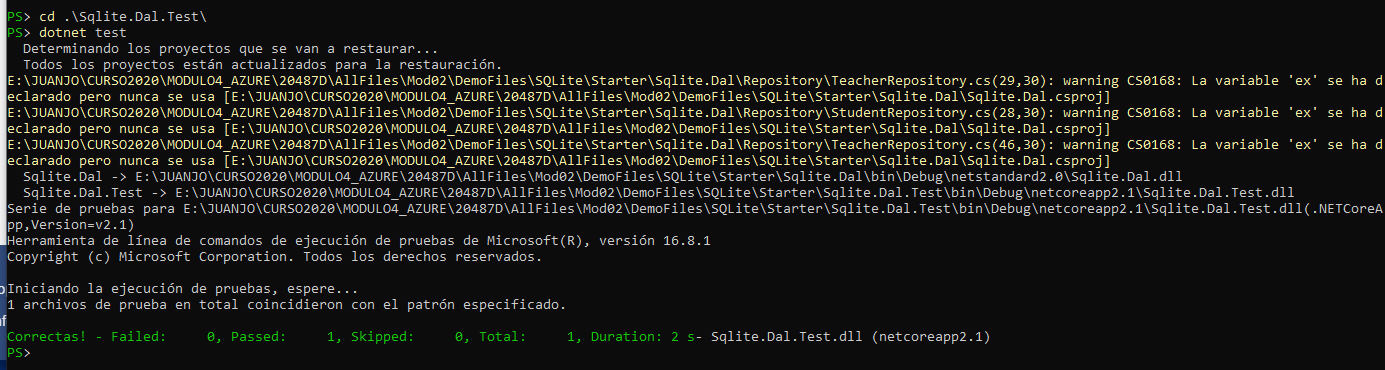 PS> cd .\Sqlite.Dal.Test\
PS> dotnet test
  Determinando los proyectos que se van a restaurar...
  Todos los proyectos están actualizados para la restauración.
E:\JUANJO\CURSO2020\MODULO4_AZURE\20487D\AllFiles\Mod02\DemoFiles\SQLite\Starter\Sqlite.Dal\Repository\TeacherRepository.cs(29,30): warning CS0168: La variable 'ex' se ha d
eclarado pero nunca se usa [E:\JUANJO\CURSO2020\MODULO4_AZURE\20487D\AllFiles\Mod02\DemoFiles\SQLite\Starter\Sqlite.Dal\Sqlite.Dal.csproj]
E:\JUANJO\CURSO2020\MODULO4_AZURE\20487D\AllFiles\Mod02\DemoFiles\SQLite\Starter\Sqlite.Dal\Repository\StudentRepository.cs(28,30): warning CS0168: La variable 'ex' se ha d
eclarado pero nunca se usa [E:\JUANJO\CURSO2020\MODULO4_AZURE\20487D\AllFiles\Mod02\DemoFiles\SQLite\Starter\Sqlite.Dal\Sqlite.Dal.csproj]
E:\JUANJO\CURSO2020\MODULO4_AZURE\20487D\AllFiles\Mod02\DemoFiles\SQLite\Starter\Sqlite.Dal\Repository\TeacherRepository.cs(46,30): warning CS0168: La variable 'ex' se ha d
eclarado pero nunca se usa [E:\JUANJO\CURSO2020\MODULO4_AZURE\20487D\AllFiles\Mod02\DemoFiles\SQLite\Starter\Sqlite.Dal\Sqlite.Dal.csproj]
  Sqlite.Dal -> E:\JUANJO\CURSO2020\MODULO4_AZURE\20487D\AllFiles\Mod02\DemoFiles\SQLite\Starter\Sqlite.Dal\bin\Debug\netstandard2.0\Sqlite.Dal.dll
  Sqlite.Dal.Test -> E:\JUANJO\CURSO2020\MODULO4_AZURE\20487D\AllFiles\Mod02\DemoFiles\SQLite\Starter\Sqlite.Dal.Test\bin\Debug\netcoreapp2.1\Sqlite.Dal.Test.dll
Serie de pruebas para E:\JUANJO\CURSO2020\MODULO4_AZURE\20487D\AllFiles\Mod02\DemoFiles\SQLite\Starter\Sqlite.Dal.Test\bin\Debug\netcoreapp2.1\Sqlite.Dal.Test.dll(.NETCoreA
pp,Version=v2.1)
Herramienta de línea de comandos de ejecución de pruebas de Microsoft(R), versión 16.8.1
Copyright (c) Microsoft Corporation. Todos los derechos reservados.
Iniciando la ejecución de pruebas, espere...
1 archivos de prueba en total coincidieron con el patrón especificado.
Correctas! - Failed:     0, Passed:     1, Skipped:     0, Total:     1, Duration: 2 s- Sqlite.Dal.Test.dll (netcoreapp2.1)
PS>